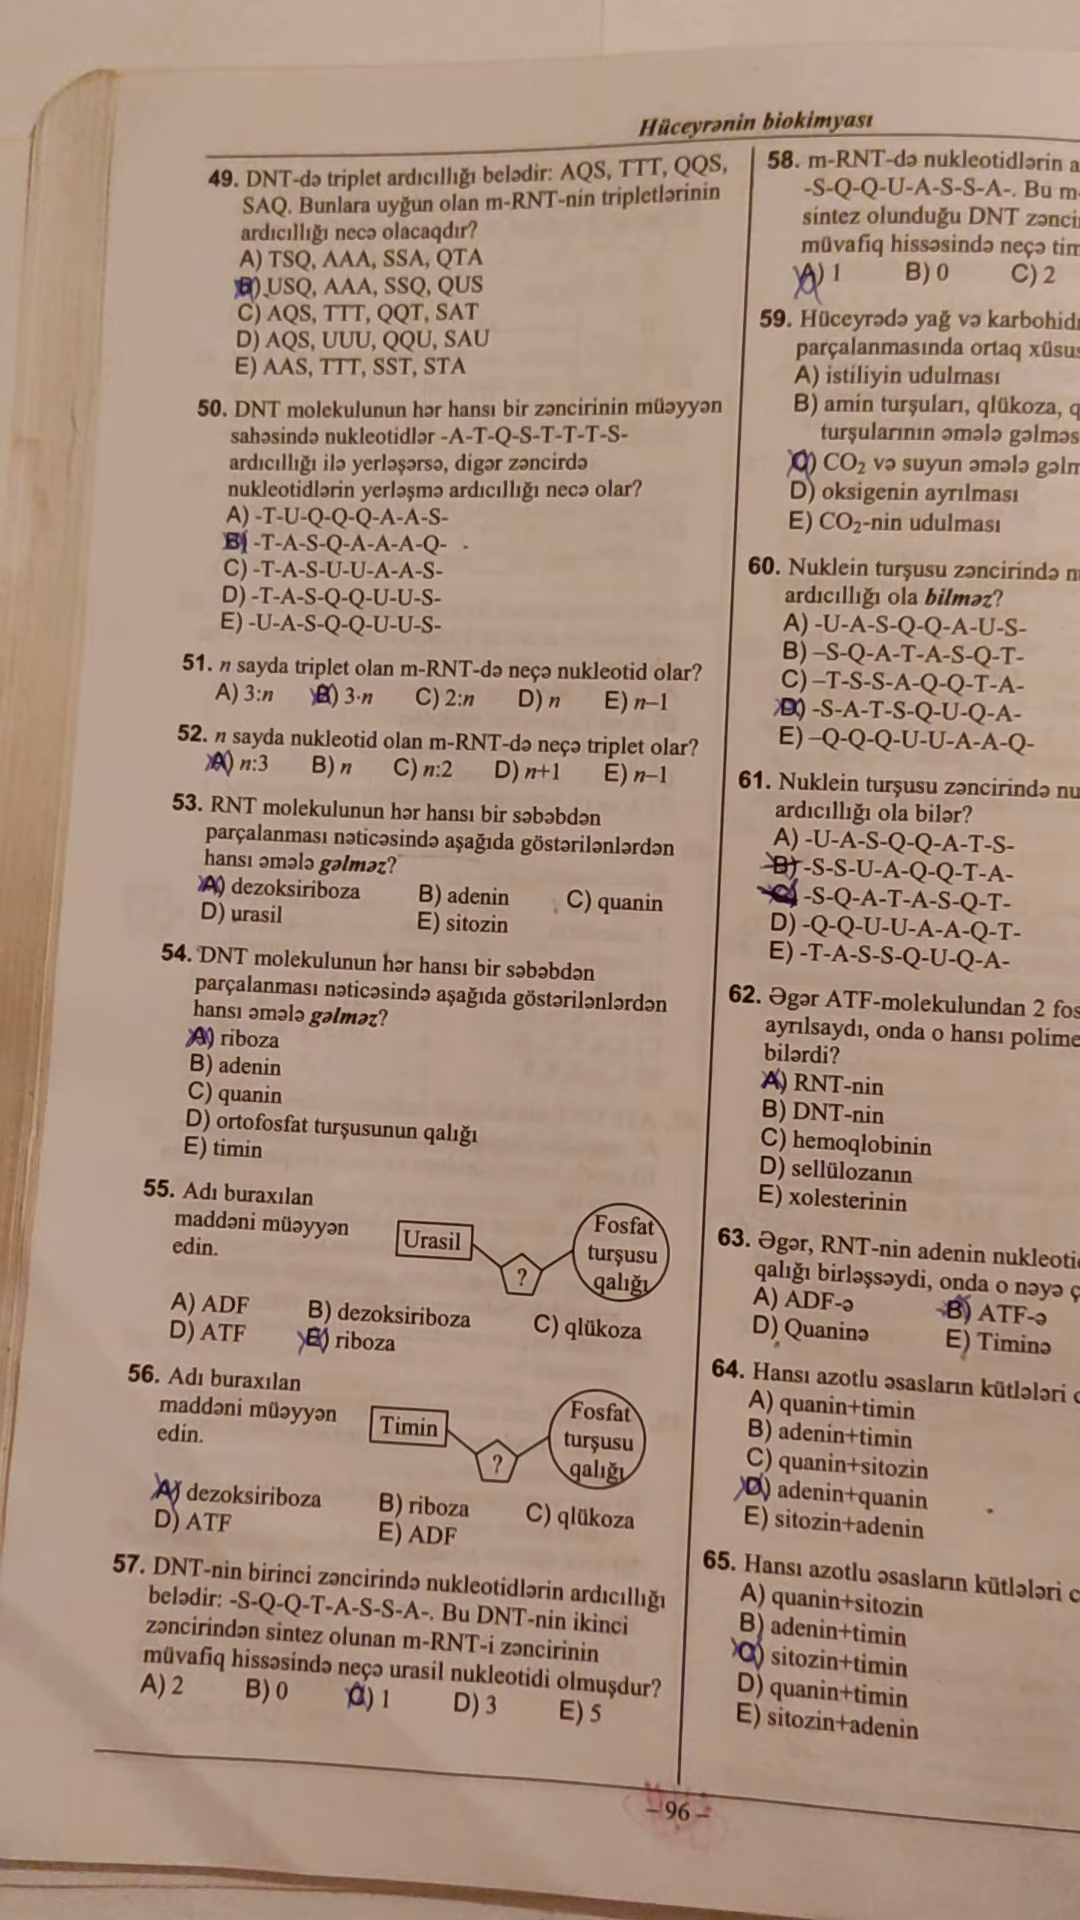 Hüceyrənin biokimyası
49. DNT-də triplet ardıcıllığı belədir: AQS, TTT, QQS,
SAQ. Bunlara uyğun olan m-RNT-nin tripletlərinin
ardıcıllığı necə olacaqdır?
A) TSQ, AAA, SSA, QTA
B) USQ, AAA, SSQ, QUS
C) AQS, TTT, QQT, SAT
D) AQS, UUU, QQU, SAU
E) AAS, TTT, SST, STA
50. DNT molekulunun hər hansı bir zəncirinin müəyyən
sahəsində nukleotidlər -A-T-Q-S-T-T-T-S-
ardıcıllığı ilə yerləşərsə, digər zəncirdə
nukleotidlərin yerləşmə ardıcıllığı necə olar?
A) -T-U-Q-Q-Q-A-A-S-
B) -T-A-S-Q-A-A-A-Q-
C) -T-A-S-U-U-A-A-S-
D) -T-A-S-Q-Q-U-U-S-
E) -U-A-S-Q-Q-U-U-S-
51. n sayda triplet olan m-RNT-də neçə nukleotid olar?
A) 3:n B) 3·n C) 2:n D) n E) n–1
52. n sayda nukleotid olan m-RNT-də neçə triplet olar?
A) n:3 B) n C) n:2 D) n+1 E) n–1
53. RNT molekulunun hər hansı bir səbəbdən
parçalanması nəticəsində aşağıda göstərilənlərdən
hansı əmələ gəlməz?
A) dezoksiriboza B) adenin C) quanin
D) urasil E) sitozin
54. DNT molekulunun hər hansı bir səbəbdən
parçalanması nəticəsində aşağıda göstərilənlərdən
hansı əmələ gəlməz?
A) riboza
B) adenin
C) quanin
D) ortofosfat turşusunun qalığı
E) timin
55. Adı buraxılan
maddəni müəyyən
edin.
Urasil
?
Fosfat
turşusu
qalığı
A) ADF B) dezoksiriboza C) qlükoza
D) ATF E) riboza
56. Adı buraxılan
maddəni müəyyən
edin.
Timin
?
Fosfat
turşusu
qalığı
A) dezoksiriboza B) riboza C) qlükoza
D) ATF E) ADF
57. DNT-nin birinci zəncirində nukleotidlərin ardıcıllığı
belədir: -S-Q-Q-T-A-S-S-A-. Bu DNT-nin ikinci
zəncirindən sintez olunan m-RNT-i zəncirinin
müvafiq hissəsində neçə urasil nukleotidi olmuşdur?
A) 2 B) 0 C) 1 D) 3 E) 5
58. m-RNT-də nukleotidlərin a
-S-Q-Q-U-A-S-S-A-. Bu m
sintez olunduğu DNT zənci
müvafiq hissəsində neçə tim
A) 1 B) 0 C) 2
59. Hüceyrədə yağ və karbohid
parçalanmasında ortaq xüsus
A) istiliyin udulması
B) amin turşuları, qlükoza, q
turşularının əmələ gəlməs
C) CO₂ və suyun əmələ gəlm
D) oksigenin ayrılması
E) CO₂-nin udulması
60. Nuklein turşusu zəncirində n
ardıcıllığı ola bilməz?
A) -U-A-S-Q-Q-A-U-S-
B) –S-Q-A-T-A-S-Q-T-
C) –T-S-S-A-Q-Q-T-A-
D) -S-A-T-S-Q-U-Q-A-
E) –Q-Q-Q-U-U-A-A-Q-
61. Nuklein turşusu zəncirində nu
ardıcıllığı ola bilər?
A) -U-A-S-Q-Q-A-T-S-
B) -S-S-U-A-Q-Q-T-A-
C) -S-Q-A-T-A-S-Q-T-
D) -Q-Q-U-U-A-A-Q-T-
E) -T-A-S-S-Q-U-Q-A-
62. Əgər ATF-molekulundan 2 fos
ayrılsaydı, onda o hansı polime
bilərdi?
A) RNT-nin
B) DNT-nin
C) hemoqlobinin
D) sellülozanın
E) xolesterinin
63. Əgər, RNT-nin adenin nukleoti
qalığı birləşsəydi, onda o nəyə ç
A) ADF-ə B) ATF-ə
D) Quaninə E) Timinə
64. Hansı azotlu əsasların kütlələri
A) quanin+timin
B) adenin+timin
C) quanin+sitozin
D) adenin+quanin
E) sitozin+adenin
65. Hansı azotlu əsasların kütlələri
A) quanin+sitozin
B) adenin+timin
C) sitozin+timin
D) quanin+timin
E) sitozin+adenin
– 96 –